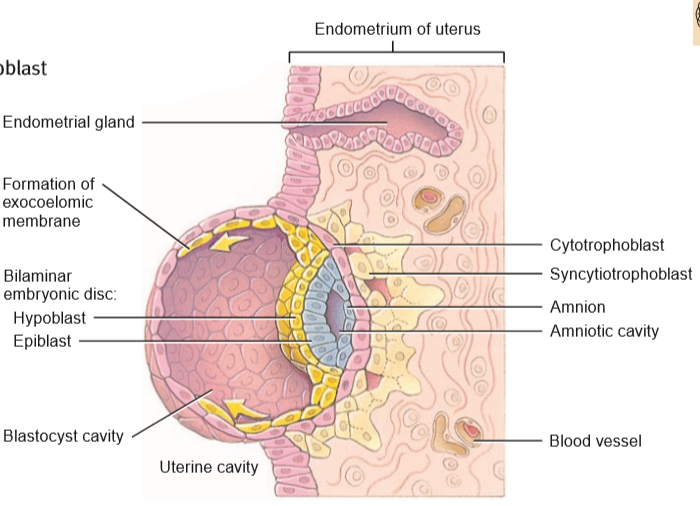 Endometrium of uterus
oblast
Endometrial gland
Formation of
exocoelomic
membrane
Bilaminar
embryonic disc:
Hypoblast
Epiblast
Blastocyst cavity
Uterine cavity
Cytotrophoblast
Syncytiotrophoblast
Amnion
Amniotic cavity
Blood vessel